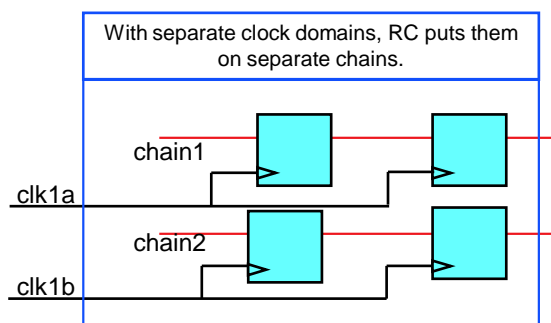 With separate clock domains, RC puts them
on separate chains.
chain1
clk1a
chain2
clk1b